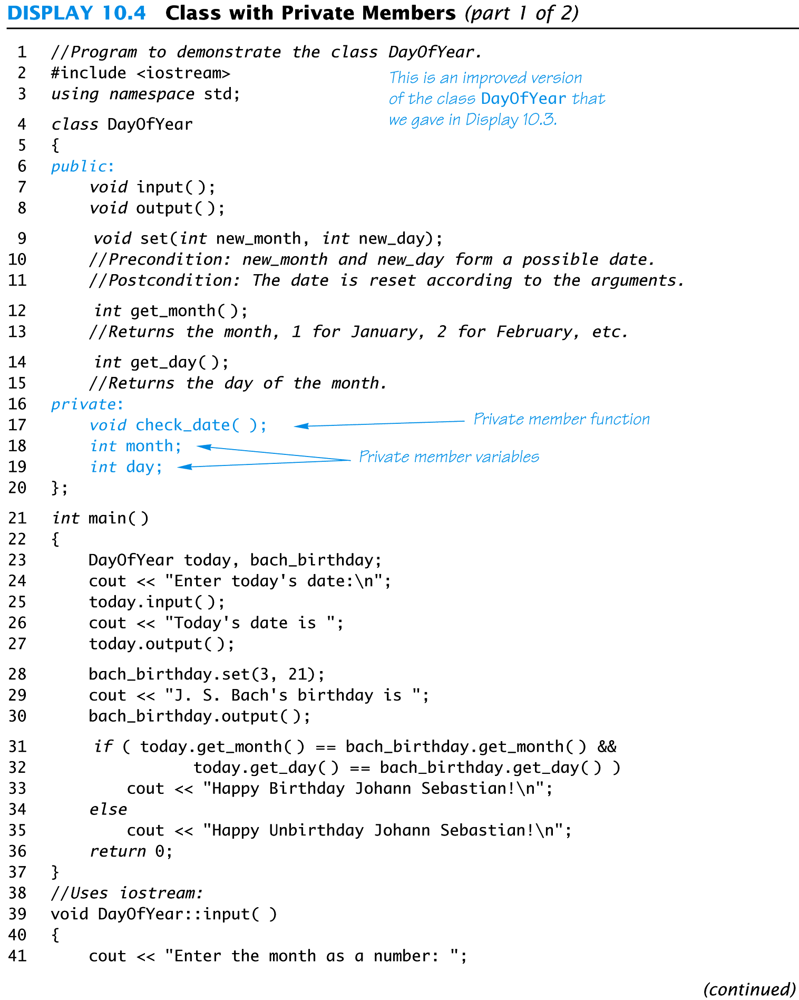 DISPLAY 10.4 Class with Private Members (part 1 of 2)
1 //Program to demonstrate the class DayOfYear.
2 #include <iostream>
3 using namespace std;
This is an improved version
of the class DayOfYear that
we gave in Display 10.3.
4 class DayOfYear
5 {
6 public:
7 void input( );
8 void output( );
9 void set(int new_month, int new_day);
10 //Precondition: new_month and new_day form a possible date.
11 //Postcondition: The date is reset according to the arguments.
12 int get_month( );
13 //Returns the month, 1 for January, 2 for February, etc.
14 int get_day( );
15 //Returns the day of the month.
16 private:
17 void check_date( ); Private member function
18 int month;
Private member variables
19 int day;
20 };
21 int main( )
22 {
23 DayOfYear today, bach_birthday;
24 cout << "Enter today's date:\n";
25 today.input( );
26 cout << "Today's date is ";
27 today.output( );
28 bach_birthday.set(3, 21);
29 cout << "J. S. Bach's birthday is ";
30 bach_birthday.output( );
31 if ( today.get_month( ) == bach_birthday.get_month( ) &&
32 today.get_day( ) == bach_birthday.get_day( ) )
33 cout << "Happy Birthday Johann Sebastian!\n";
34 else
35 cout << "Happy Unbirthday Johann Sebastian!\n";
36 return 0;
37 }
38 //Uses iostream:
39 void DayOfYear::input( )
40 {
41 cout << "Enter the month as a number: ";
(continued)